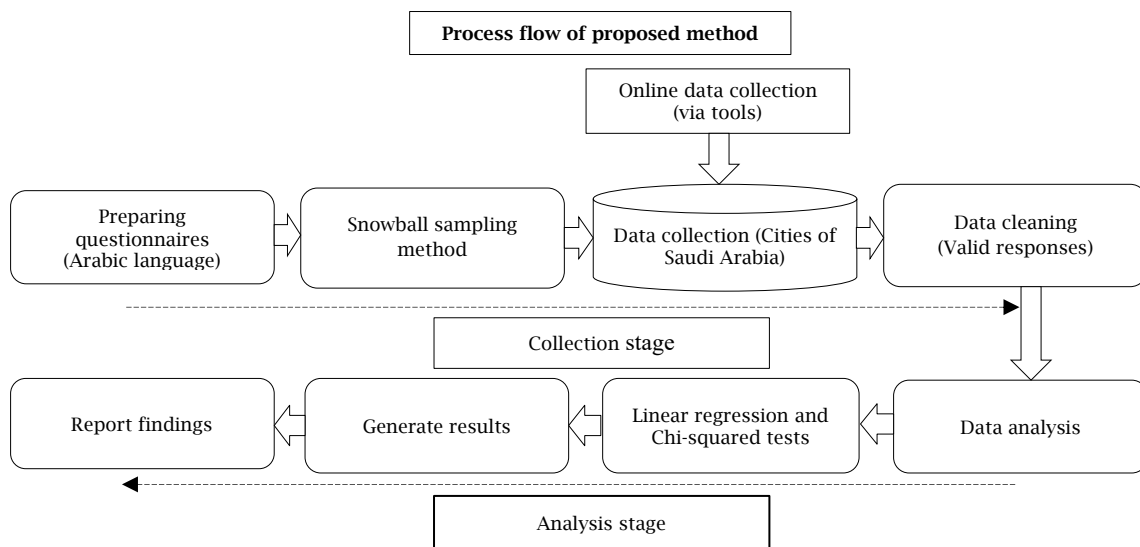 Process flow of proposed method
Online data collection
(via tools)
Preparing
questionnaires
(Arabic language)
Snowball sampling
method
Data collection (Cities of
Saudi Arabia)
Data cleaning
(Valid responses)
Collection stage
Report findings
Generate results
Linear regression and
Chi-squared tests
Data analysis
Analysis stage